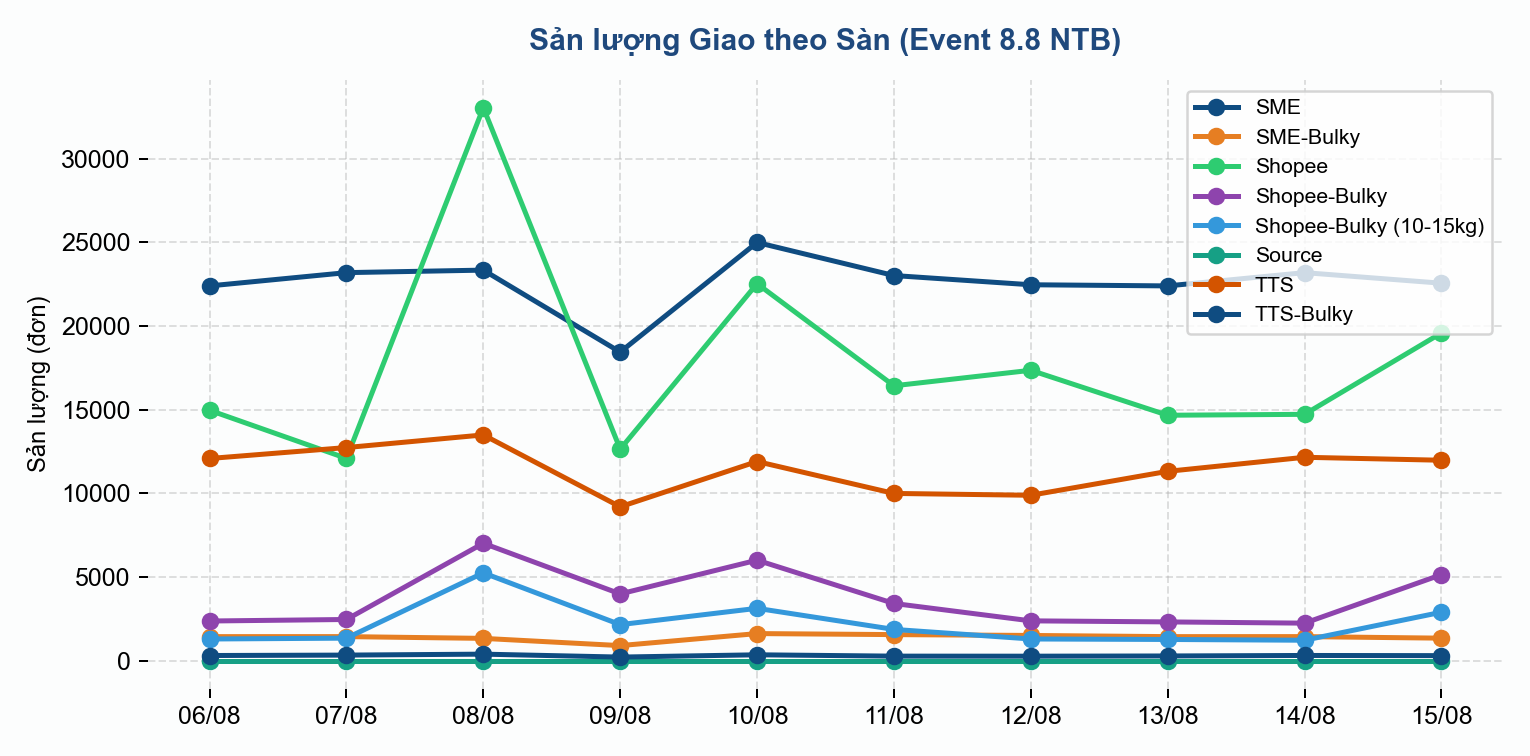 Sản lượng Giao theo Sàn (Event 8.8 NTB)
SME
SME-Bulky
Shopee
Shopee-Bulky
Shopee-Bulky (10-15kg)
Source
TTS
TTS-Bulky
Sản lượng (đơn)
30000
25000
20000
15000
10000
5000
0
06/08 07/08 08/08 09/08 10/08 11/08 12/08 13/08 14/08 15/08